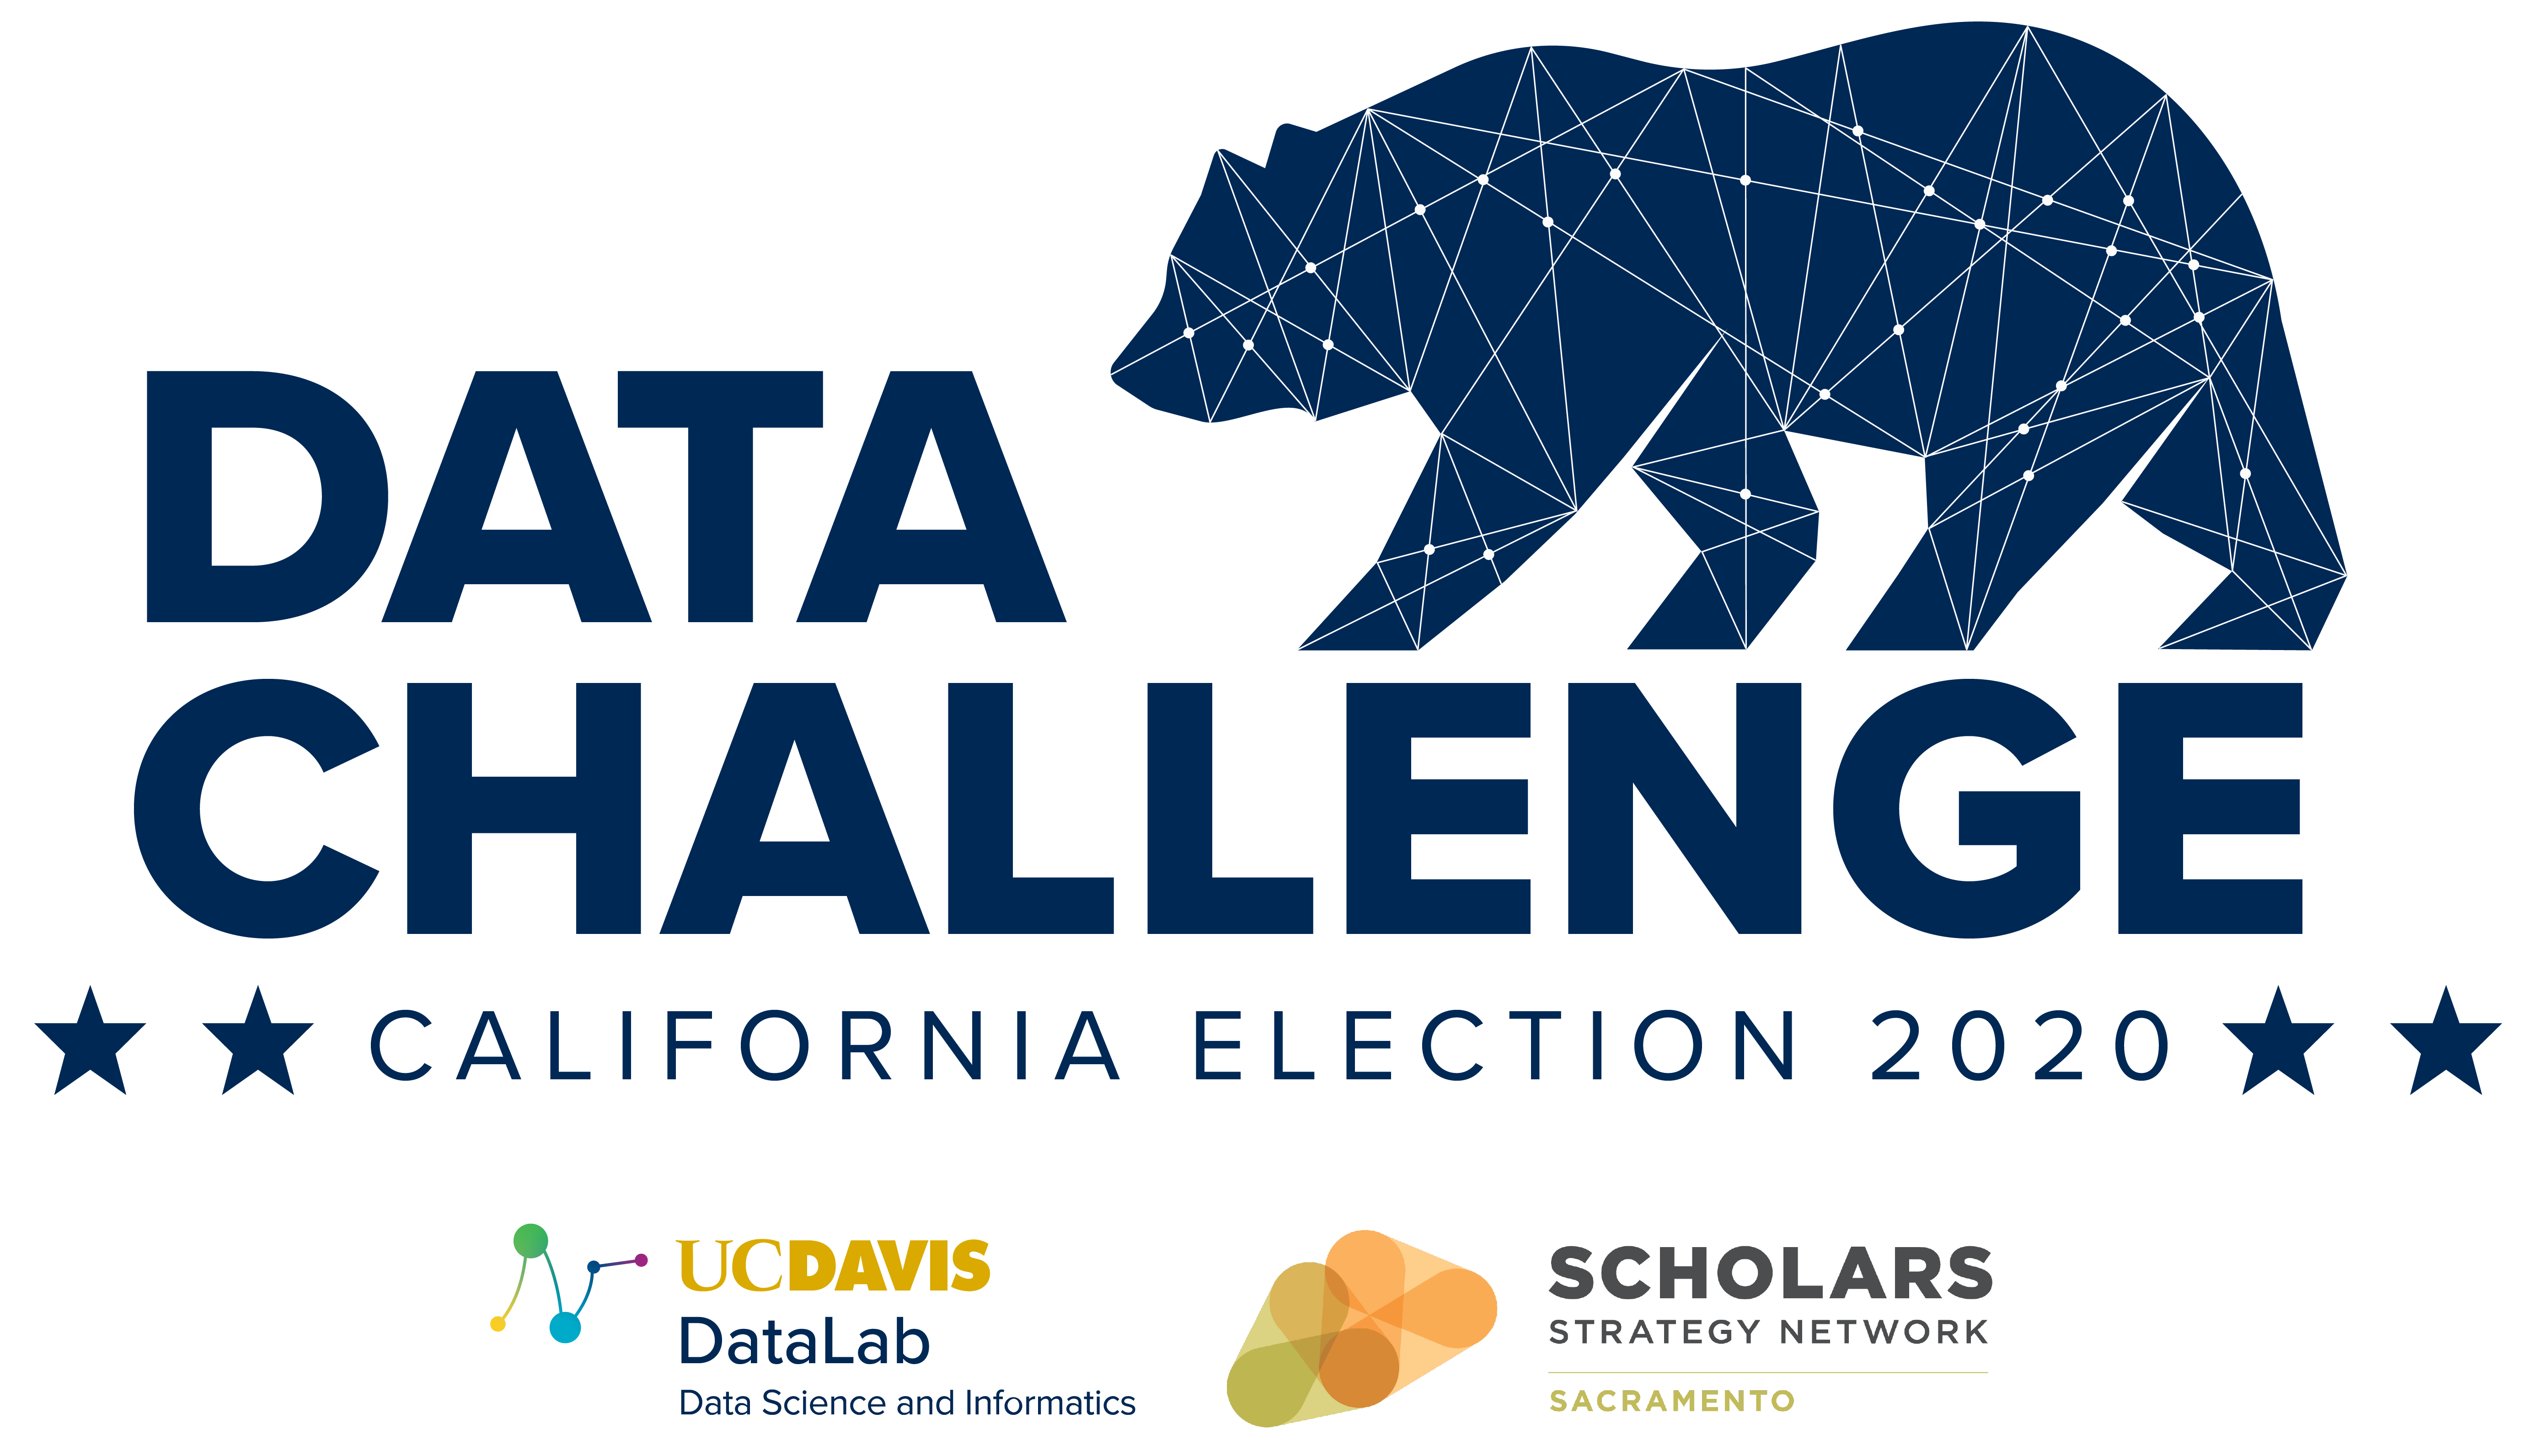 DATA
CHALLENGE
CALIFORNIA ELECTION 2020
UCDAVIS
DataLab
Data Science and Informatics
SCHOLARS
STRATEGY NETWORK
SACRAMENTO